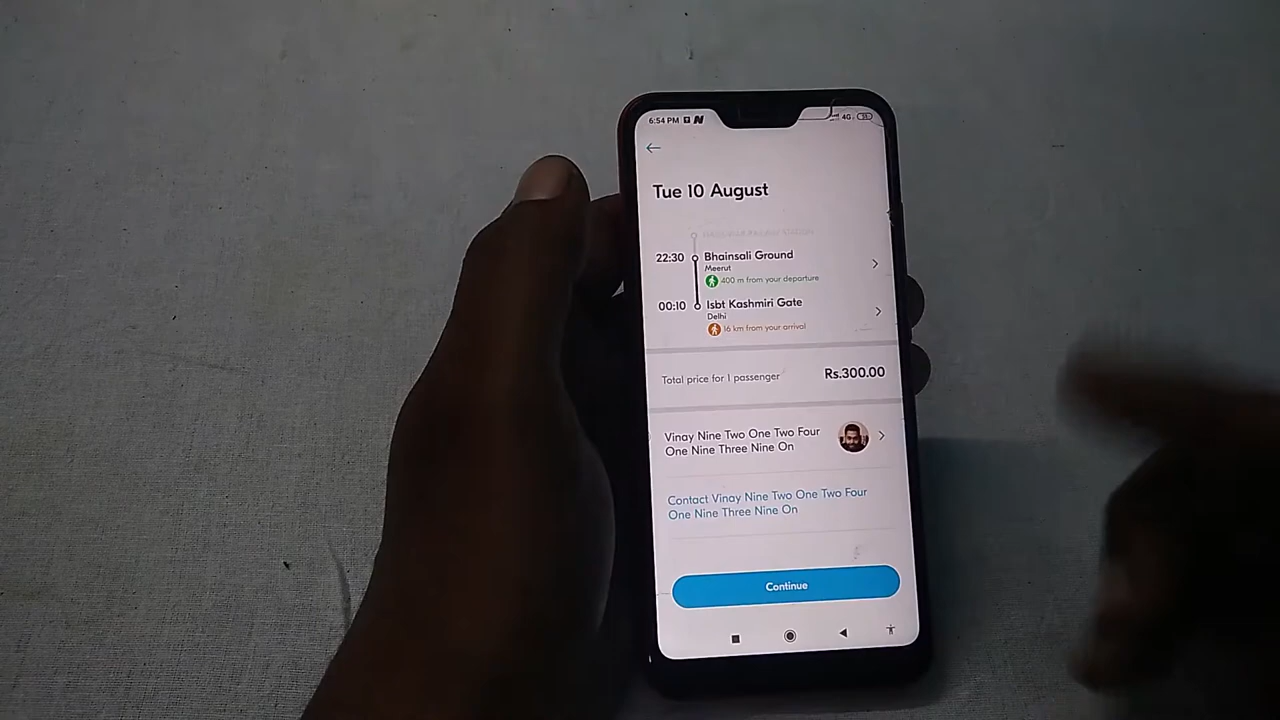 6:54 PM
4G 55
Tue 10 August
22:30 Bhainsali Ground
Meerut
400 m from your departure
00:10 Isbt Kashmiri Gate
Delhi
16 km from your arrival
Total price for 1 passenger Rs.300.00
Vinay Nine Two One Two Four
One Nine Three Nine On
Contact Vinay Nine Two One Two Four
One Nine Three Nine On
Continue